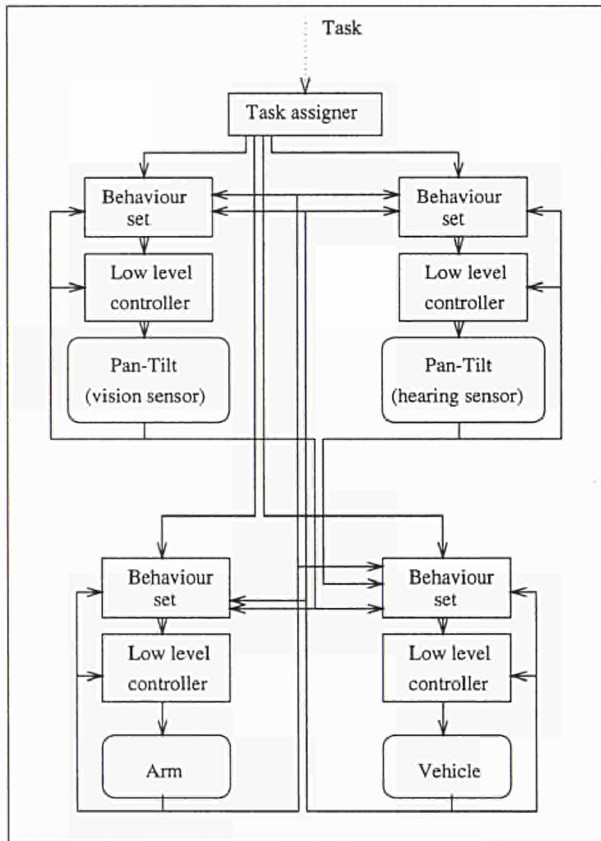 Task
Task assigner
Behaviour
set
Behaviour
set
Low level
controller
Low level
controller
Pan-Tilt
(vision sensor)
Pan-Tilt
(hearing sensor)
Behaviour
set
Behaviour
set
Low level
controller
Low level
controller
Arm
Vehicle